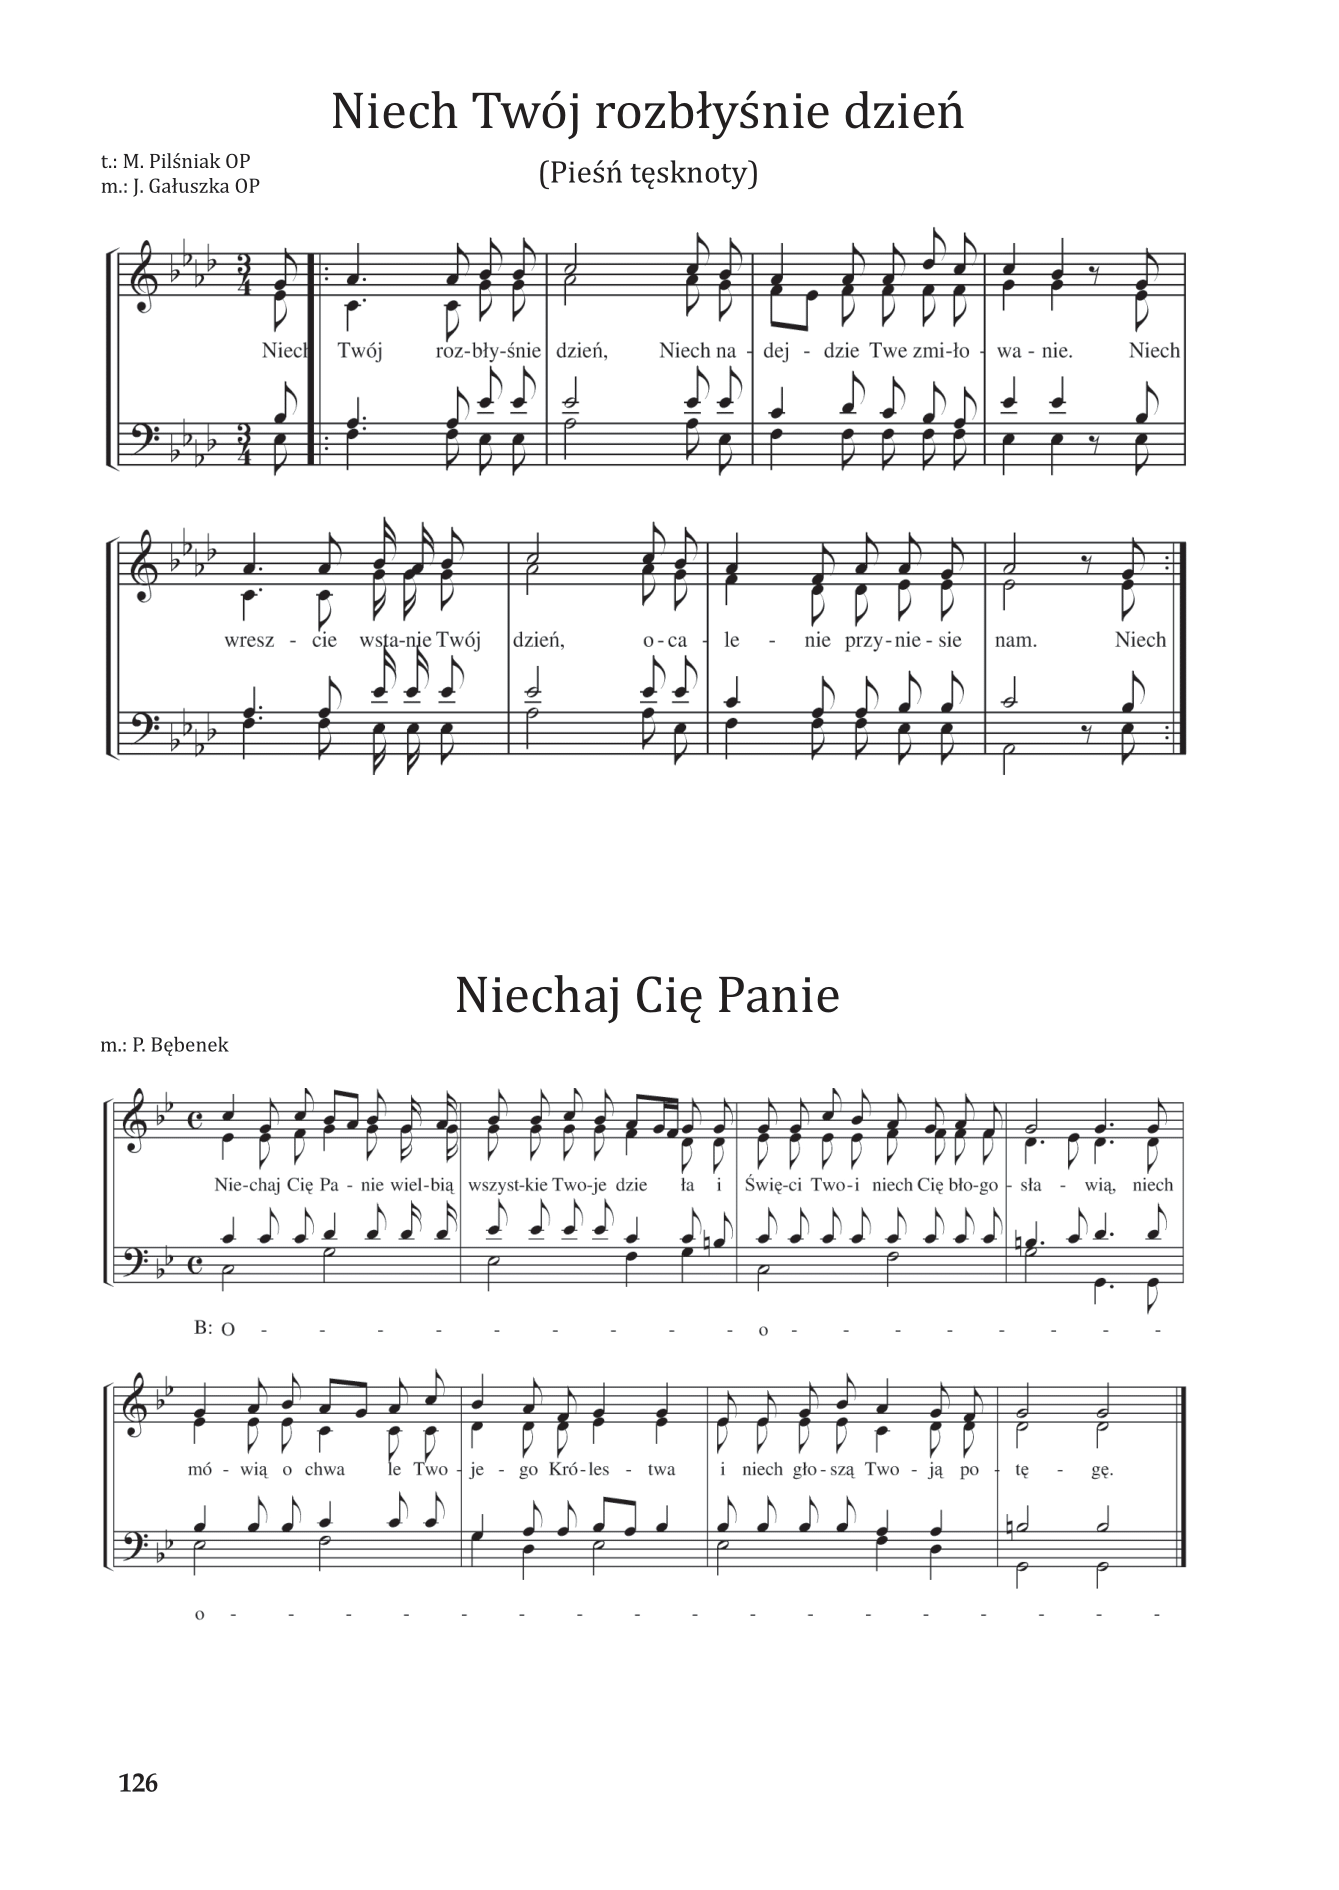 Niech Twój rozbłyśnie dzień
t.: M. Pilśniak OP
(Pieśń tęsknoty)
m.: J. Gałuszka OP
Niech Twój roz-bły-śnie dzień, Niech na - dej - dzie Twe zmi-ło - wa - nie. Niech
wresz - cie wsta-nie Twój dzień, o-ca - le - nie przy-nie-sie nam. Niech
Niechaj Cię Panie
m.: P. Bębenek
Nie-chaj Cię Pa - nie wiel-bią wszyst-kie Two-je dzie ła i Świę-ci Two-i niech Cię bło-go - sła - wią, niech
B: O - - - - - - - - - o - - - - - - - -
mó - wią o chwa le Two - je - go Kró-les - twa i niech gło-szą Two - ją po - tę - gę.
o - - - - - - - - - - - - - - - - -
126